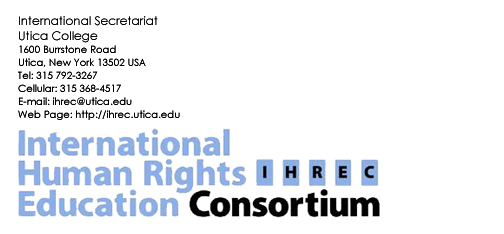 International Secretariat
Utica College
1600 Burrstone Road
Utica, New York 13502 USA
Tel: 315 792-3267
Cellular: 315 368-4517
E-mail: ihrec@utica.edu
Web Page: http://ihrec.utica.edu
International
Human Rights I H R E C
Education Consortium